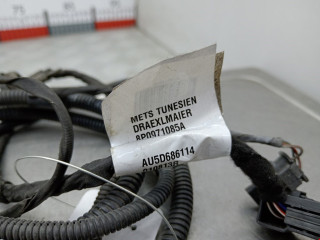 METS TUNESIEN
DRAEXLMAIER
8P0971085A
AU5D686114